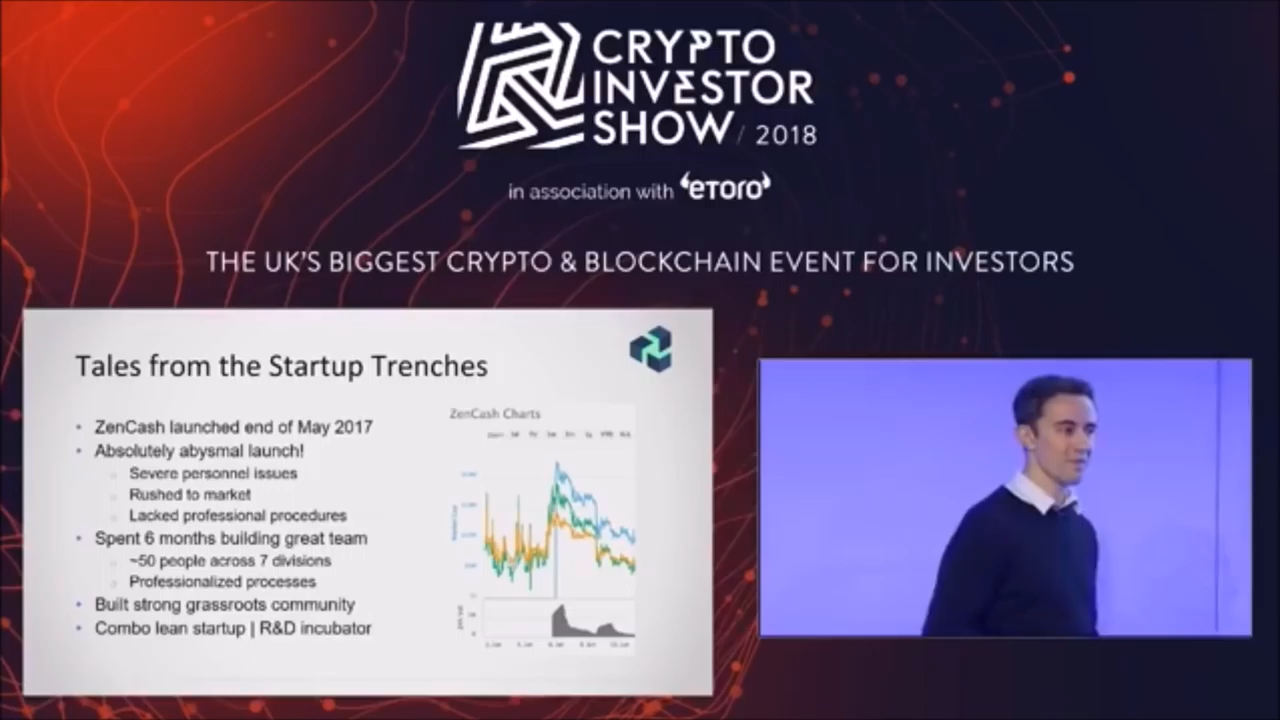 CRYPTO
INVESTOR
SHOW / 2018
in association with eToro
THE UK'S BIGGEST CRYPTO & BLOCKCHAIN EVENT FOR INVESTORS
Tales from the Startup Trenches
• ZenCash launched end of May 2017
• Absolutely abysmal launch!
○ Severe personnel issues
○ Rushed to market
○ Lacked professional procedures
• Spent 6 months building great team
○ ~50 people across 7 divisions
○ Professionalized processes
• Built strong grassroots community
• Combo lean startup | R&D incubator
ZenCash Charts